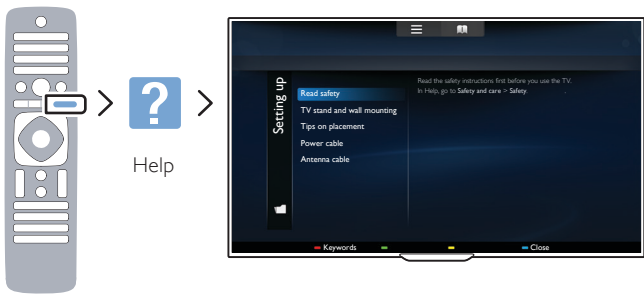 ?
Help
Setting up
Read safety
TV stand and wall mounting
Tips on placement
Power cable
Antenna cable
Read the safety instructions first before you use the TV.
In Help, go to Safety and care > Safety.
Keywords
Close